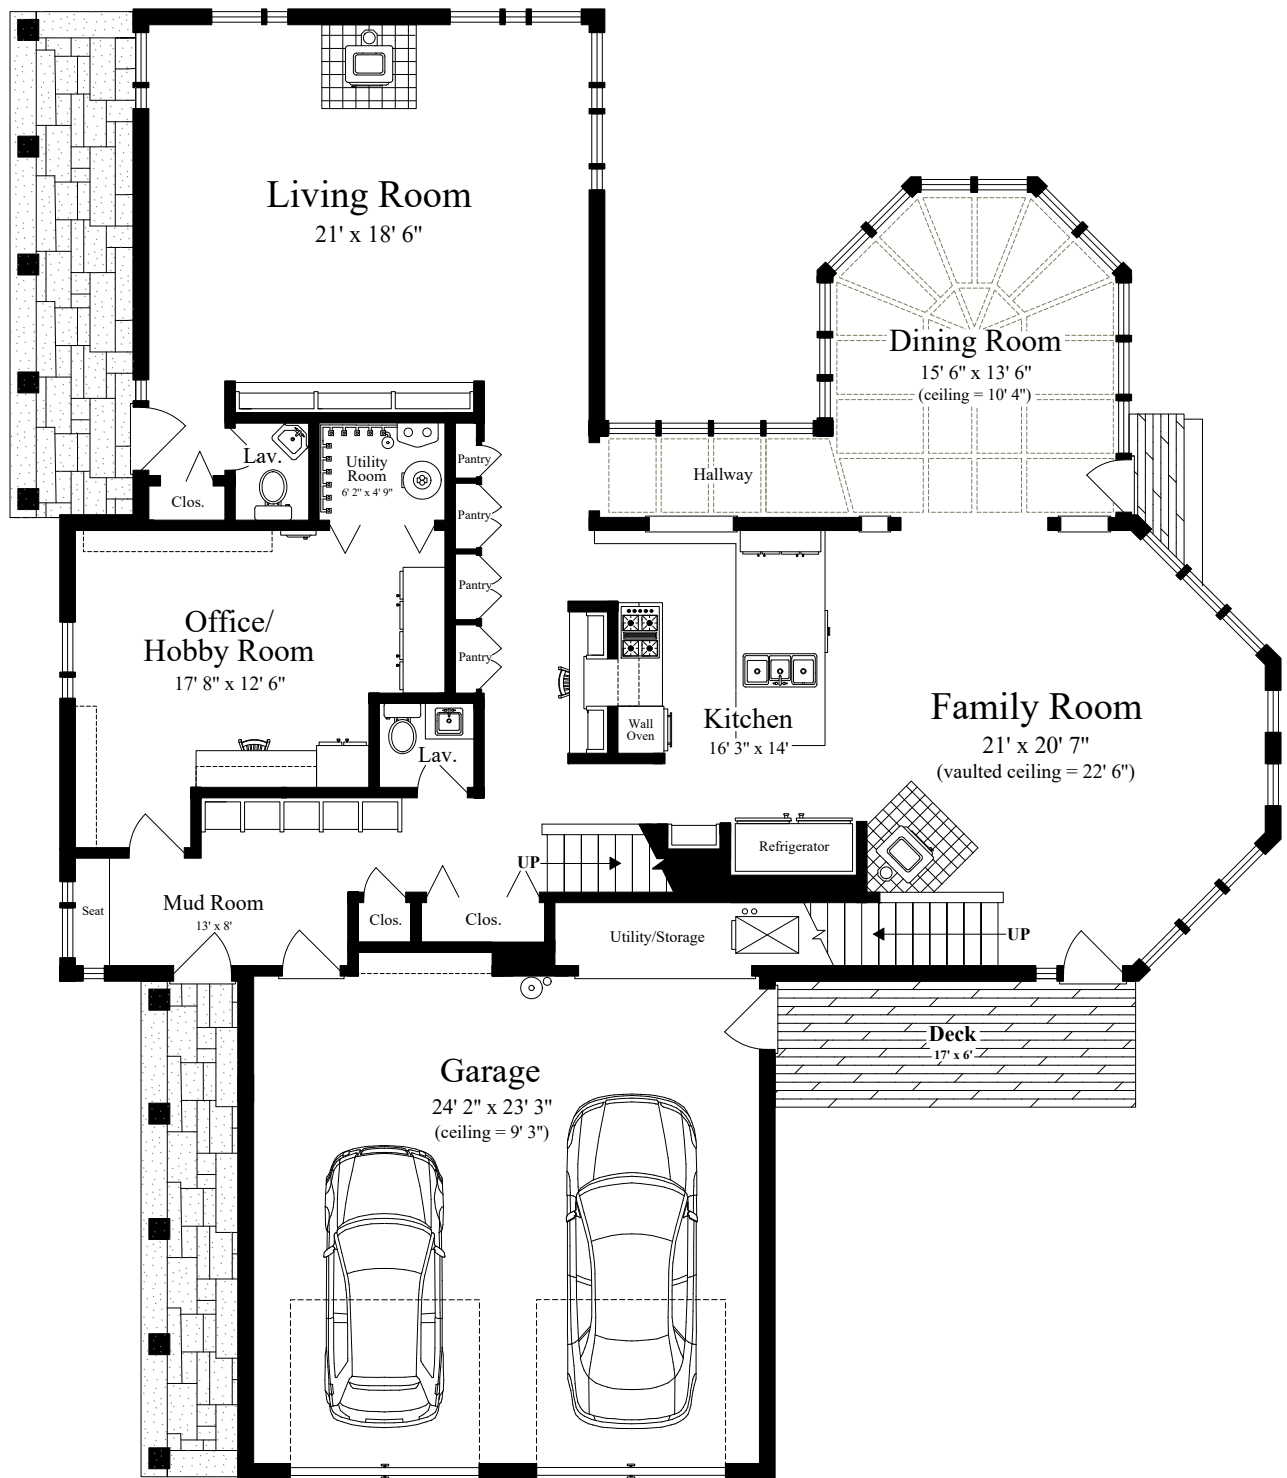 Living Room
21' x 18' 6"
Dining Room
15' 6" x 13' 6"
(ceiling = 10' 4")
Lav.
Utility
Room
6' 2" x 4' 9"
Pantry
Hallway
Clos.
Pantry
Pantry
Office/
Hobby Room
17' 8" x 12' 6"
Pantry
Wall
Oven
Kitchen
16' 3" x 14'
Family Room
21' x 20' 7"
(vaulted ceiling = 22' 6")
Lav.
UP
Refrigerator
Seat
Mud Room
13' x 8'
Clos.
Clos.
Utility/Storage
UP
Deck
17' x 6'
Garage
24' 2" x 23' 3"
(ceiling = 9' 3")